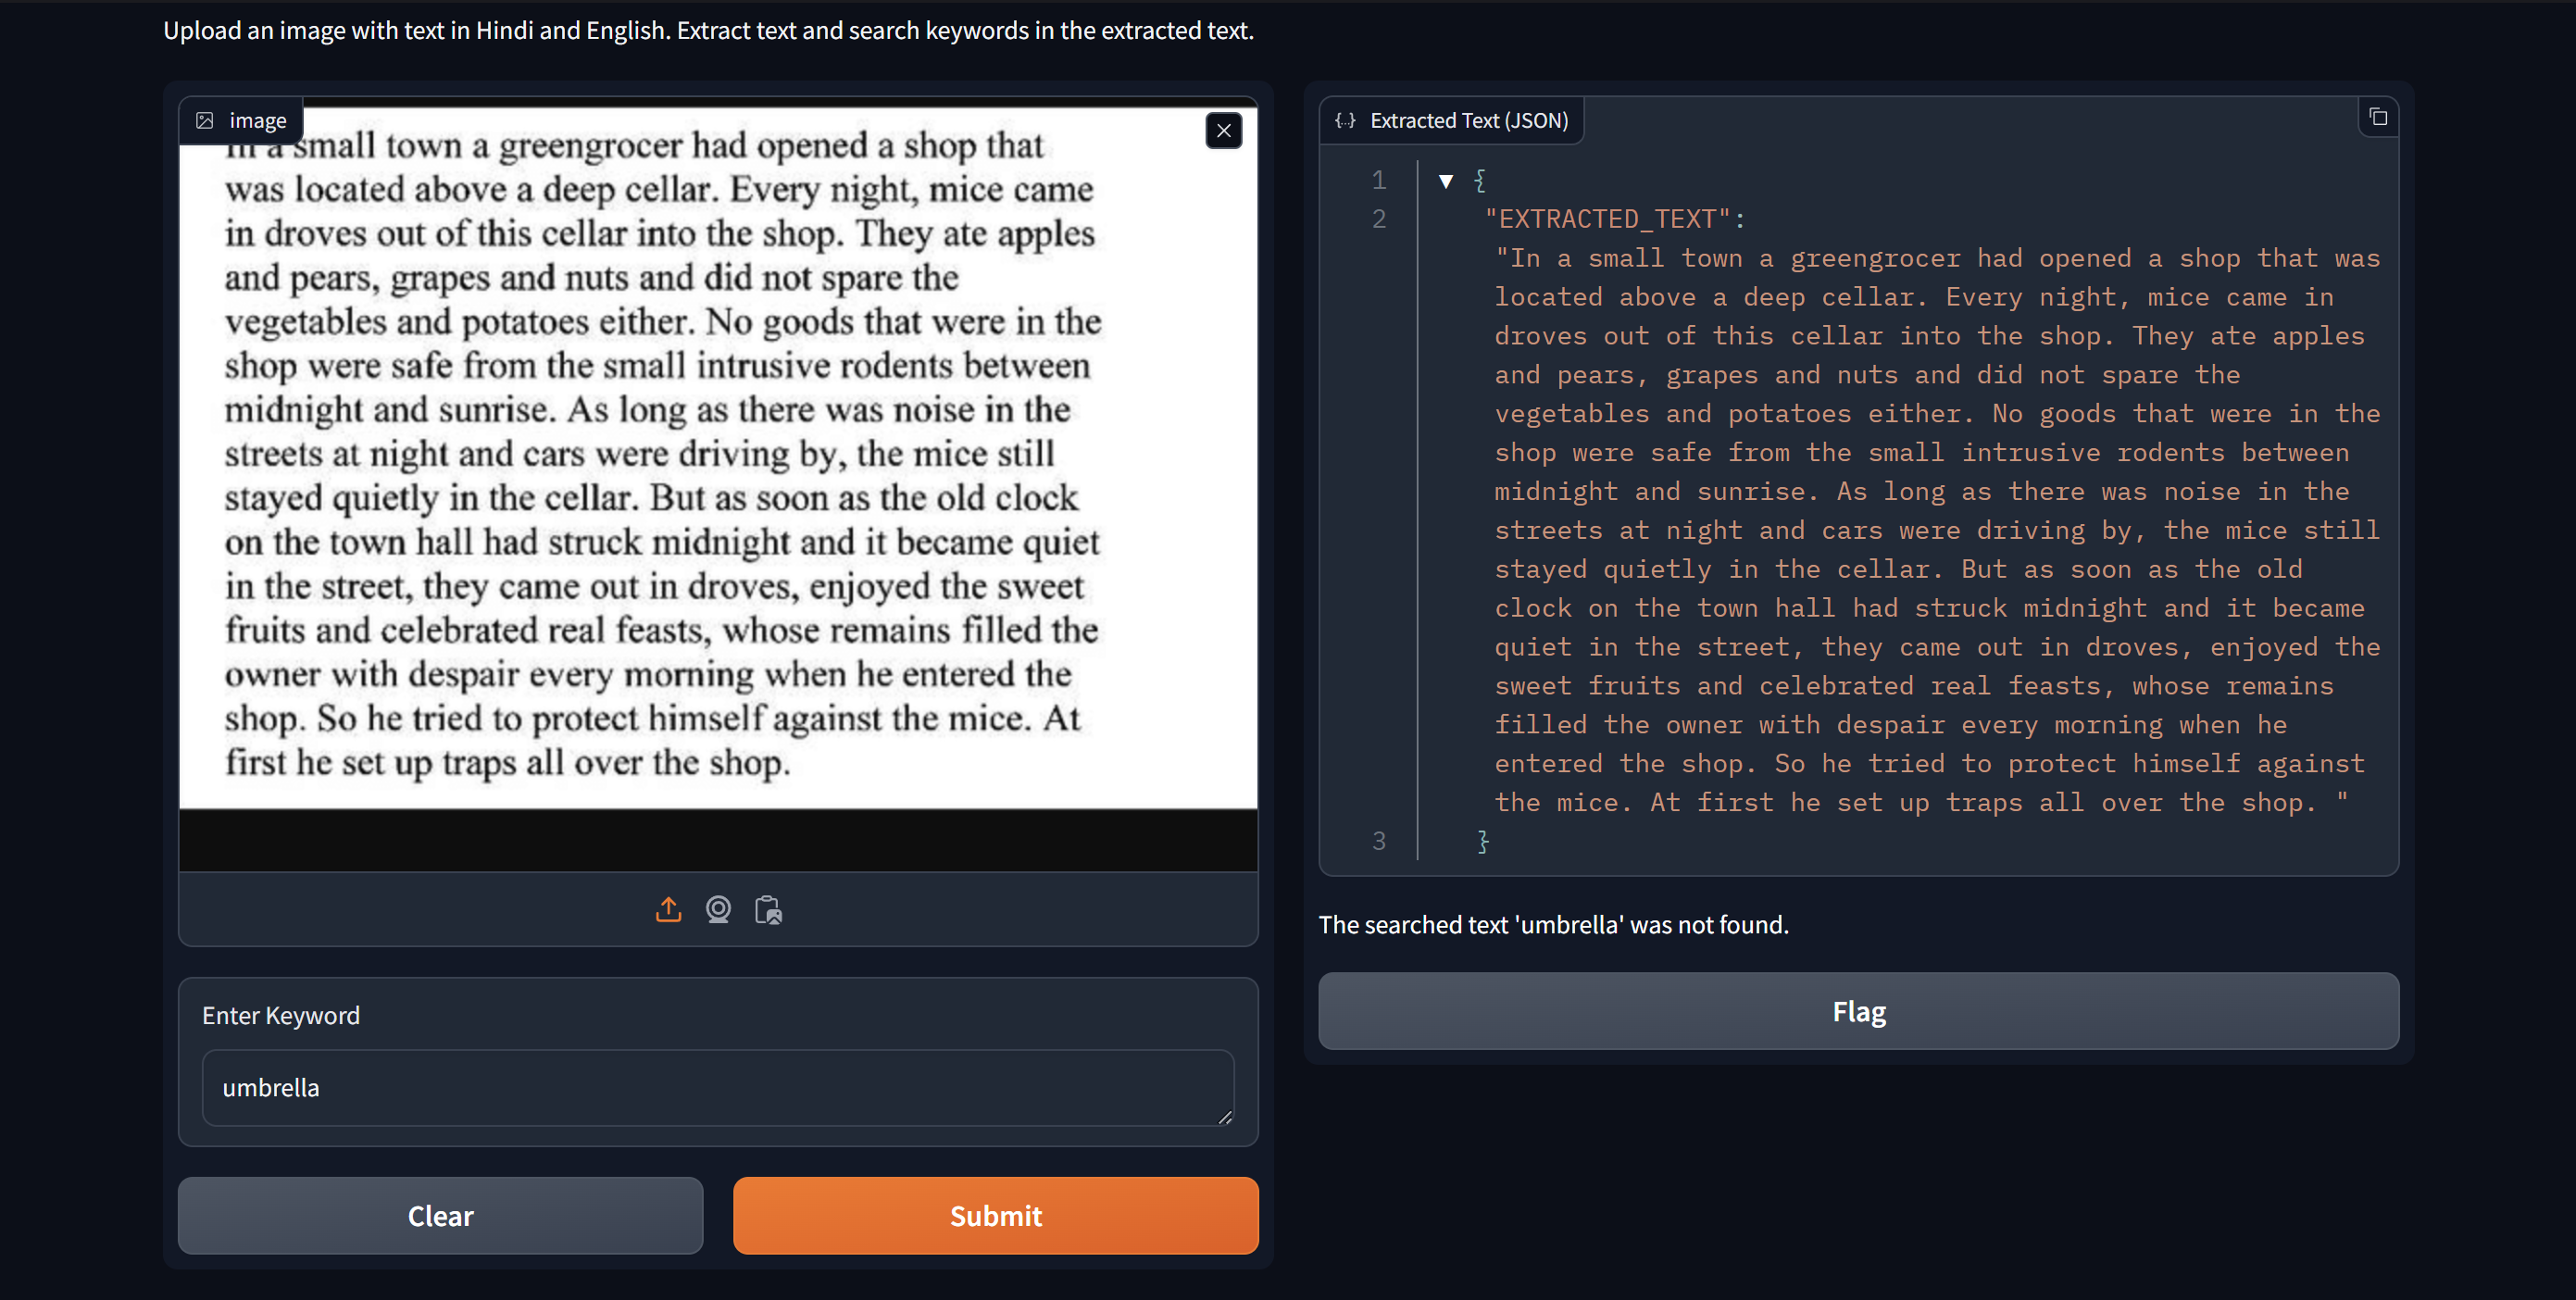 Upload an image with text in Hindi and English. Extract text and search keywords in the extracted text.
image
In a small town a greengrocer had opened a shop that
was located above a deep cellar. Every night, mice came
in droves out of this cellar into the shop. They ate apples
and pears, grapes and nuts and did not spare the
vegetables and potatoes either. No goods that were in the
shop were safe from the small intrusive rodents between
midnight and sunrise. As long as there was noise in the
streets at night and cars were driving by, the mice still
stayed quietly in the cellar. But as soon as the old clock
on the town hall had struck midnight and it became quiet
in the street, they came out in droves, enjoyed the sweet
fruits and celebrated real feasts, whose remains filled the
owner with despair every morning when he entered the
shop. So he tried to protect himself against the mice. At
first he set up traps all over the shop.
Enter Keyword
umbrella
Clear
Submit
{..} Extracted Text (JSON)
1 ▼ {
2 "EXTRACTED_TEXT":
"In a small town a greengrocer had opened a shop that was
located above a deep cellar. Every night, mice came in
droves out of this cellar into the shop. They ate apples
and pears, grapes and nuts and did not spare the
vegetables and potatoes either. No goods that were in the
shop were safe from the small intrusive rodents between
midnight and sunrise. As long as there was noise in the
streets at night and cars were driving by, the mice still
stayed quietly in the cellar. But as soon as the old
clock on the town hall had struck midnight and it became
quiet in the street, they came out in droves, enjoyed the
sweet fruits and celebrated real feasts, whose remains
filled the owner with despair every morning when he
entered the shop. So he tried to protect himself against
the mice. At first he set up traps all over the shop. "
3 }
The searched text 'umbrella' was not found.
Flag